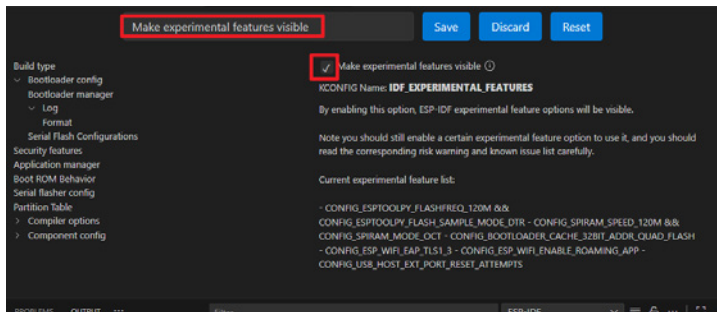 Make experimental features visible
Save
Discard
Reset
Build type
Bootloader config
Bootloader manager
Log
Format
Serial Flash Configurations
Security features
Application manager
Boot ROM Behavior
Serial flasher config
Partition Table
Compiler options
Component config
Make experimental features visible
KCONFIG Name: IDF_EXPERIMENTAL_FEATURES
By enabling this option, ESP-IDF experimental feature options will be visible.
Note you should still enable a certain experimental feature option to use it, and you should
read the corresponding risk warning and known issue list carefully.
Current experimental feature list:
- CONFIG_ESPTOOLPY_FLASHFREQ_120M &&
CONFIG_ESPTOOLPY_FLASH_SAMPLE_MODE_DTR - CONFIG_SPIRAM_SPEED_120M &&
CONFIG_SPIRAM_MODE_OCT - CONFIG_BOOTLOADER_CACHE_32BIT_ADDR_QUAD_FLASH
- CONFIG_ESP_WIFI_EAP_TLS1_3 - CONFIG_ESP_WIFI_ENABLE_ROAMING_APP -
CONFIG_USB_HOST_EXT_PORT_RESET_ATTEMPTS
PROBLEMS OUTPUT ... Filter ESP-IDF